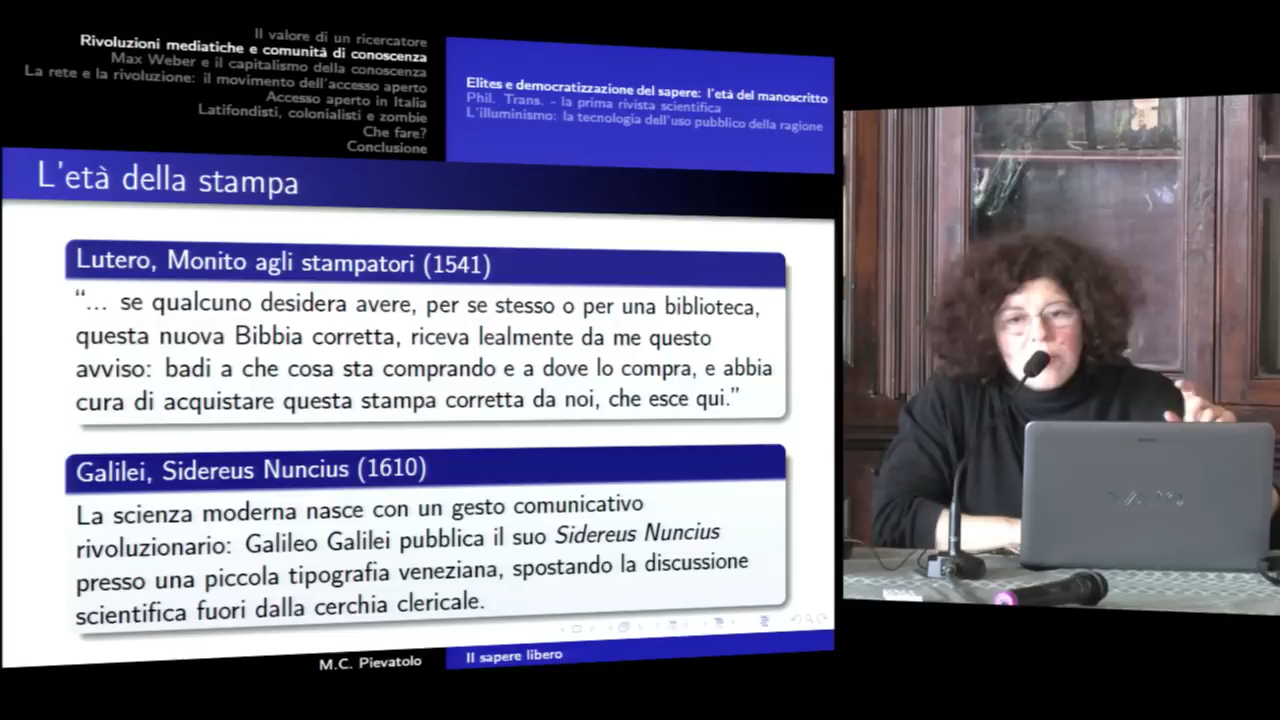 Il valore di un ricercatore
Rivoluzioni mediatiche e comunità di conoscenza
Max Weber e il capitalismo della conoscenza
La rete e la rivoluzione: il movimento dell'accesso aperto
Accesso aperto in Italia
Latifondisti, colonialisti e zombie
Che fare?
Conclusione
Elites e democratizzazione del sapere: l'età del manoscritto
Phil. Trans. - la prima rivista scientifica
L'illuminismo: la tecnologia dell'uso pubblico della ragione
L'età della stampa
Lutero, Monito agli stampatori (1541)
"... se qualcuno desidera avere, per se stesso o per una biblioteca,
questa nuova Bibbia corretta, riceva lealmente da me questo
avviso: badi a che cosa sta comprando e a dove lo compra, e abbia
cura di acquistare questa stampa corretta da noi, che esce qui."
Galilei, Sidereus Nuncius (1610)
La scienza moderna nasce con un gesto comunicativo
rivoluzionario: Galileo Galilei pubblica il suo Sidereus Nuncius
presso una piccola tipografia veneziana, spostando la discussione
scientifica fuori dalla cerchia clericale.
M.C. Pievatolo
Il sapere libero
VAIO